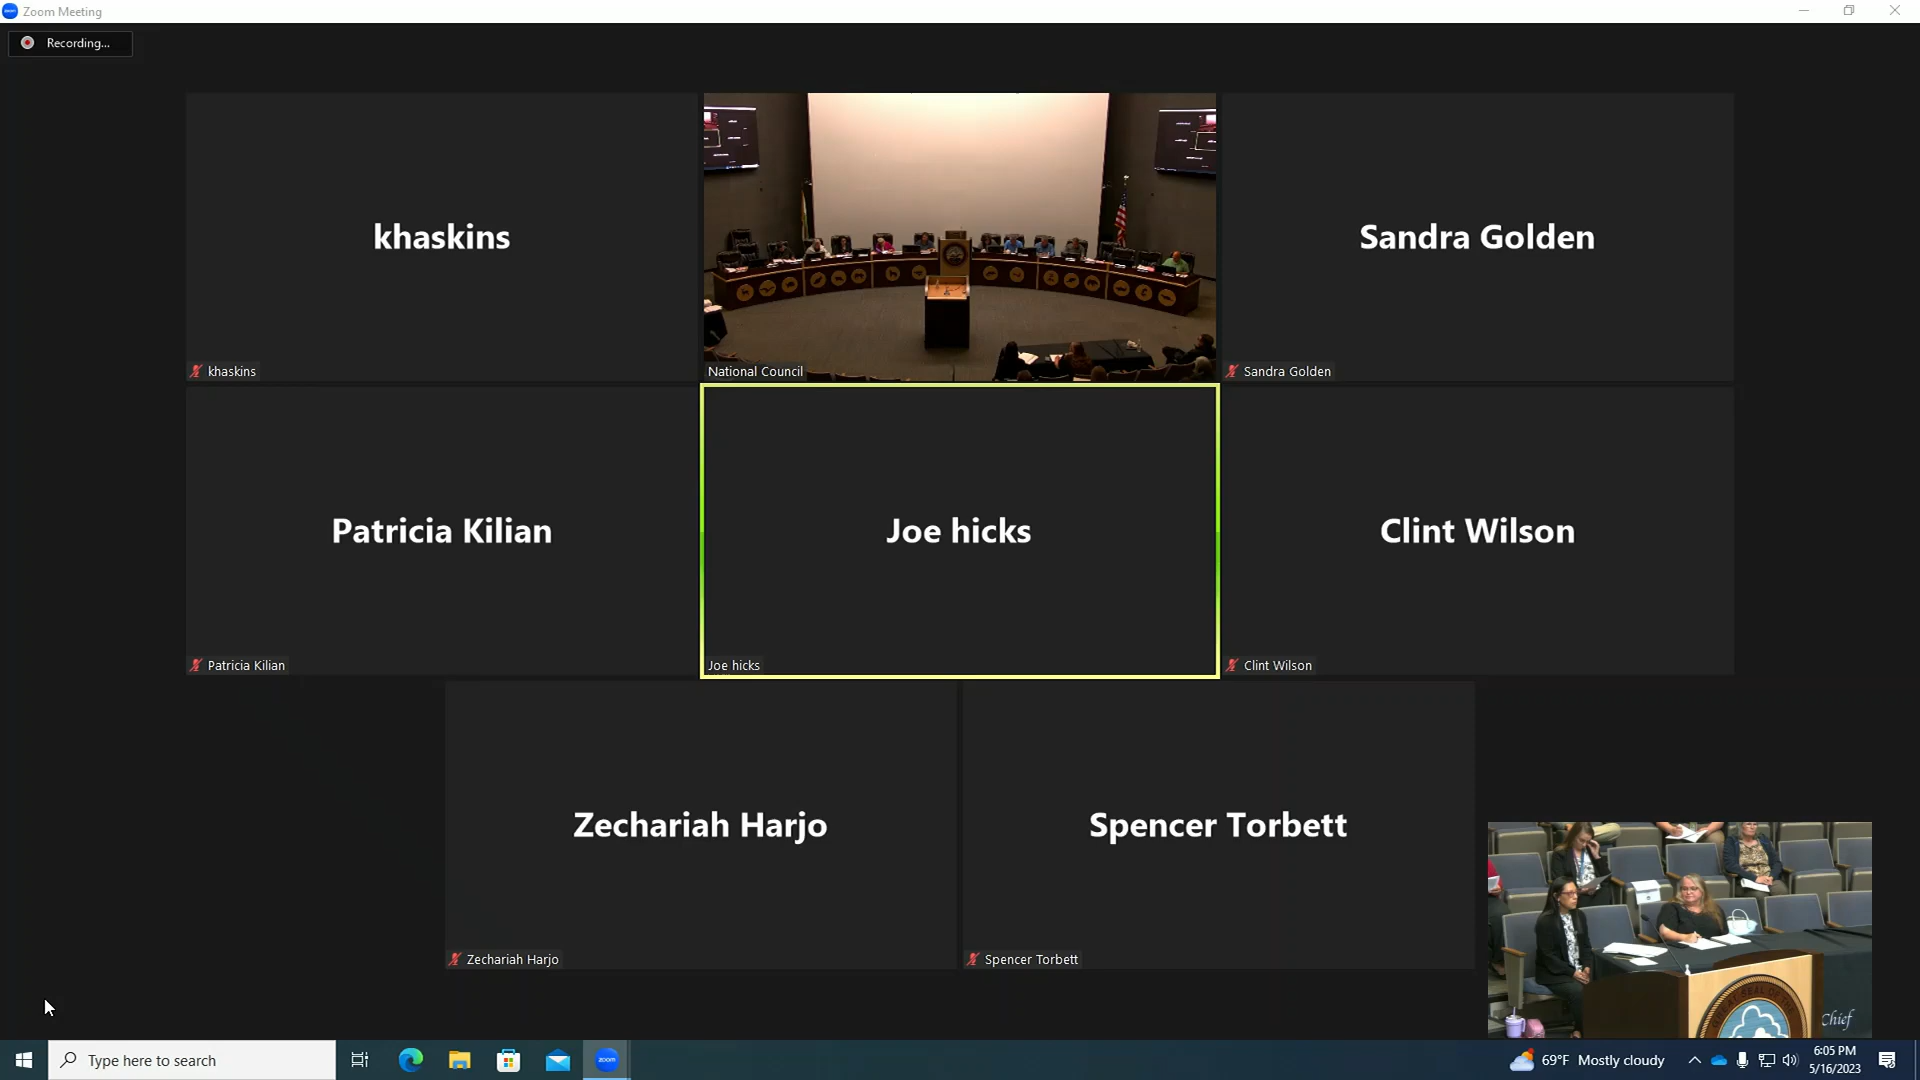 Zoom Meeting
Recording...
khaskins
Sandra Golden
khaskins
National Council
Sandra Golden
Patricia Kilian
Joe hicks
Clint Wilson
Patricia Kilian
Joe hicks
Clint Wilson
Zechariah Harjo
Spencer Torbett
Zechariah Harjo
Spencer Torbett
Chief
Type here to search
zoom
69°F Mostly cloudy
6:05 PM
5/16/2023